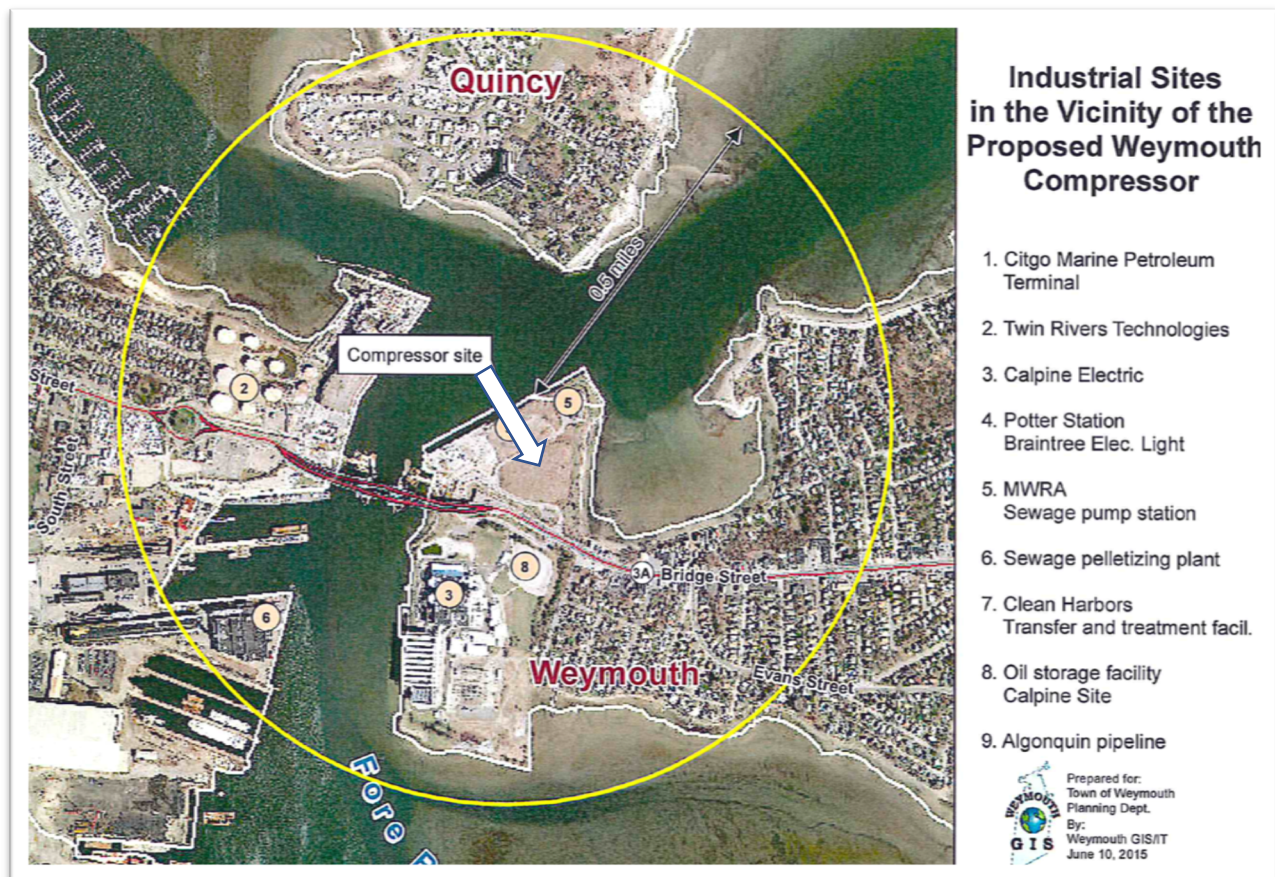 Industrial Sites
in the Vicinity of the
Proposed Weymouth
Compressor
1. Citgo Marine Petroleum
Terminal
2. Twin Rivers Technologies
3. Calpine Electric
4. Potter Station
Braintree Elec. Light
5. MWRA
Sewage pump station
6. Sewage pelletizing plant
7. Clean Harbors
Transfer and treatment facil.
8. Oil storage facility
Calpine Site
9. Algonquin pipeline
WEYMOUTH
GIS
Prepared for:
Town of Weymouth
Planning Dept.
By:
Weymouth GIS/IT
June 10, 2015
Quincy
0.5 miles
Compressor site
Street
2
5
South Street
8
3A Bridge Street
3
6
Weymouth
Evans Street
Fore